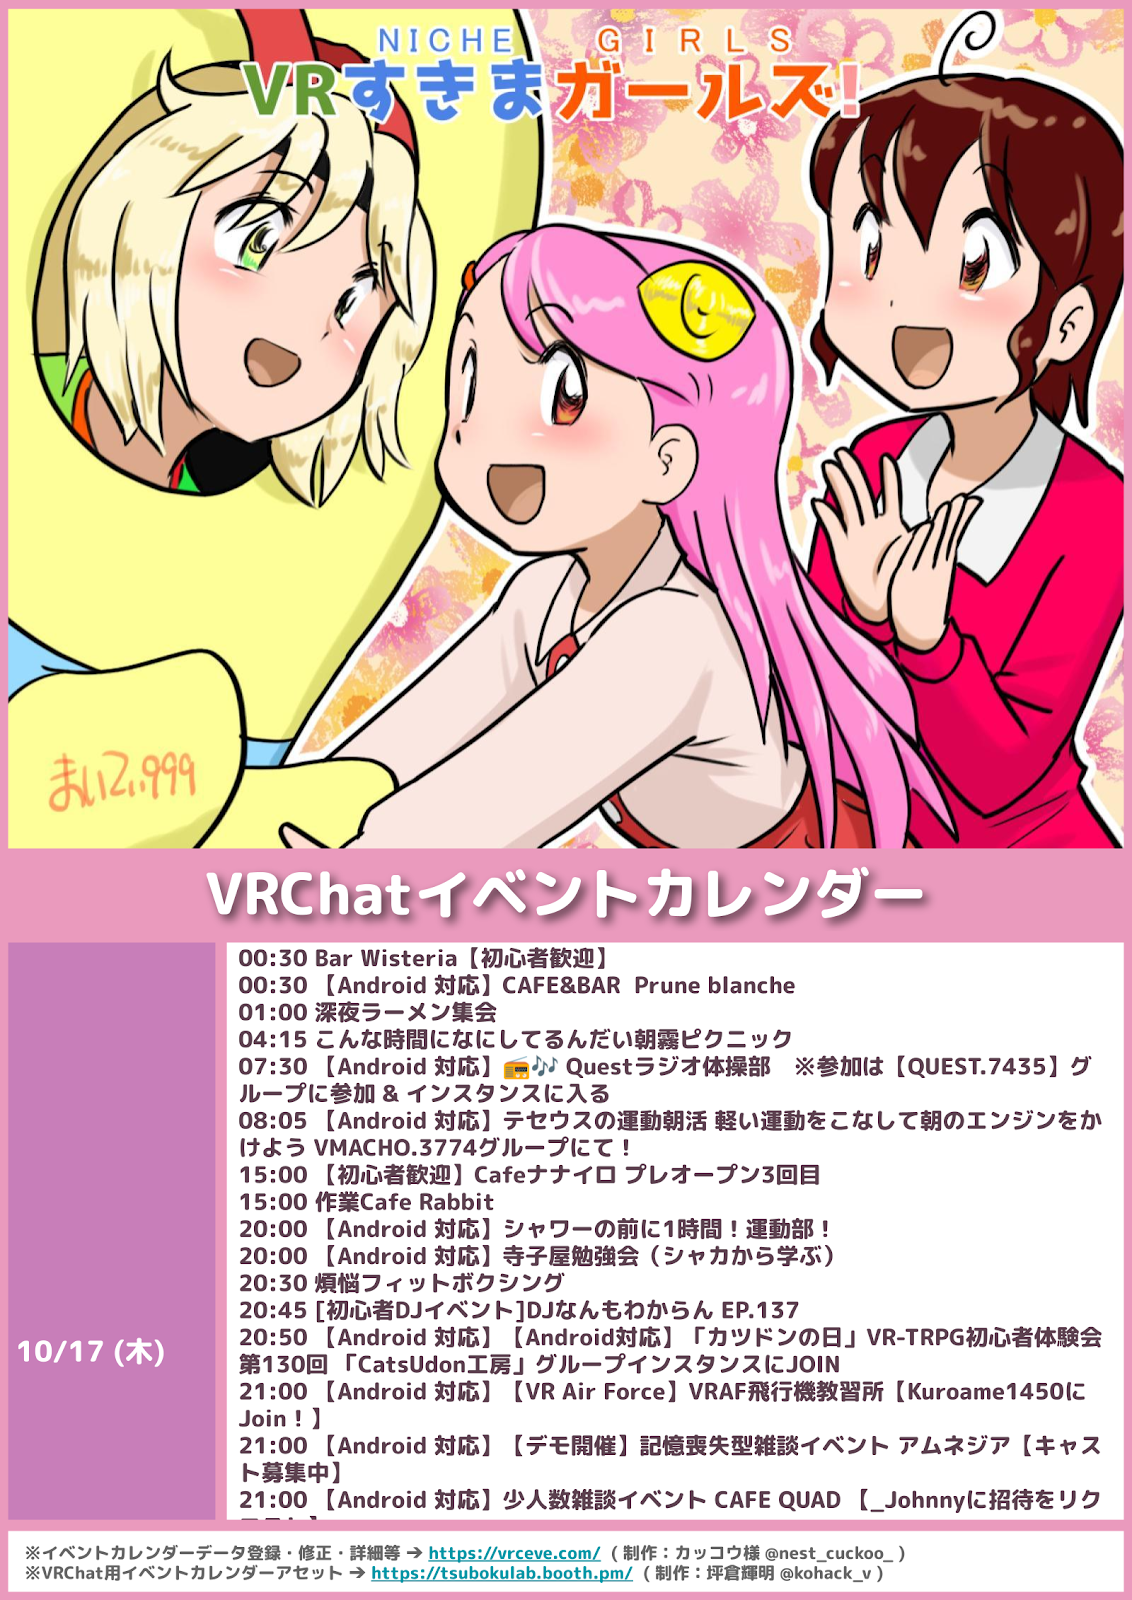 NICHE GIRLS
VRすきまガールズ!
まいてぃ999
VRChatイベントカレンダー
10/17 (木)
00:30 Bar Wisteria【初心者歓迎】
00:30 【Android 対応】CAFE&BAR Prune blanche
01:00 深夜ラーメン集会
04:15 こんな時間になにしてるんだい朝霧ピクニック
07:30 【Android 対応】📻🎶 Questラジオ体操部　※参加は【QUEST.7435】グ
ループに参加 & インスタンスに入る
08:05 【Android 対応】テセウスの運動朝活 軽い運動をこなして朝のエンジンをか
けよう VMACHO.3774グループにて！
15:00 【初心者歓迎】Cafeナナイロ プレオープン3回目
15:00 作業Cafe Rabbit
20:00 【Android 対応】シャワーの前に1時間！運動部！
20:00 【Android 対応】寺子屋勉強会（シャカから学ぶ）
20:30 煩悩フィットボクシング
20:45 [初心者DJイベント]DJなんもわからん EP.137
20:50 【Android 対応】【Android対応】「カツドンの日」VR-TRPG初心者体験会
第130回 「CatsUdon工房」グループインスタンスにJOIN
21:00 【Android 対応】【VR Air Force】VRAF飛行機教習所【Kuroame1450に
Join！】
21:00 【Android 対応】【デモ開催】記憶喪失型雑談イベント アムネジア【キャス
ト募集中】
21:00 【Android 対応】少人数雑談イベント CAFE QUAD 【_Johnnyに招待をリク
※イベントカレンダーデータ登録・修正・詳細等 ➔ https://vrceve.com/ ( 制作：カッコウ様 @nest_cuckoo_ )
※VRChat用イベントカレンダーアセット ➔ https://tsubokulab.booth.pm/ ( 制作：坪倉輝明 @kohack_v )